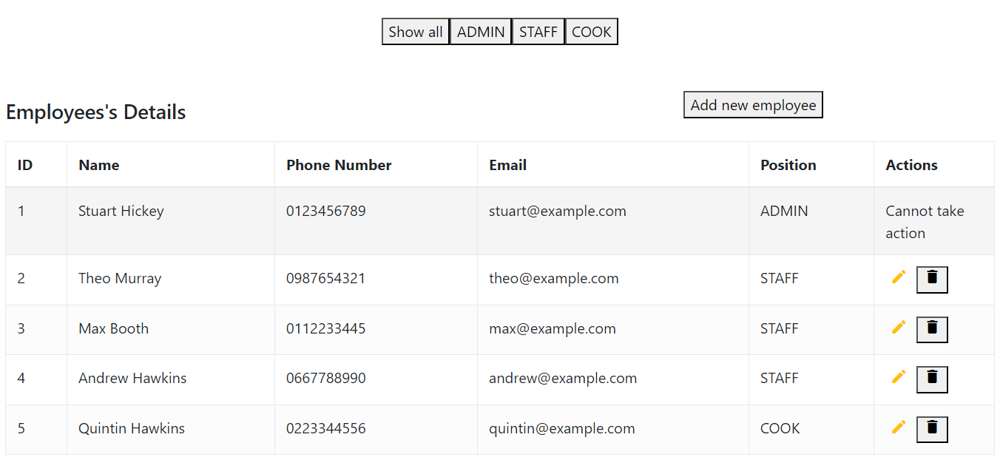 Show all ADMIN STAFF COOK
Add new employee
Employees's Details
ID Name Phone Number Email Position Actions
1 Stuart Hickey 0123456789 stuart@example.com ADMIN Cannot take
action
2 Theo Murray 0987654321 theo@example.com STAFF
3 Max Booth 0112233445 max@example.com STAFF
4 Andrew Hawkins 0667788990 andrew@example.com STAFF
5 Quintin Hawkins 0223344556 quintin@example.com COOK